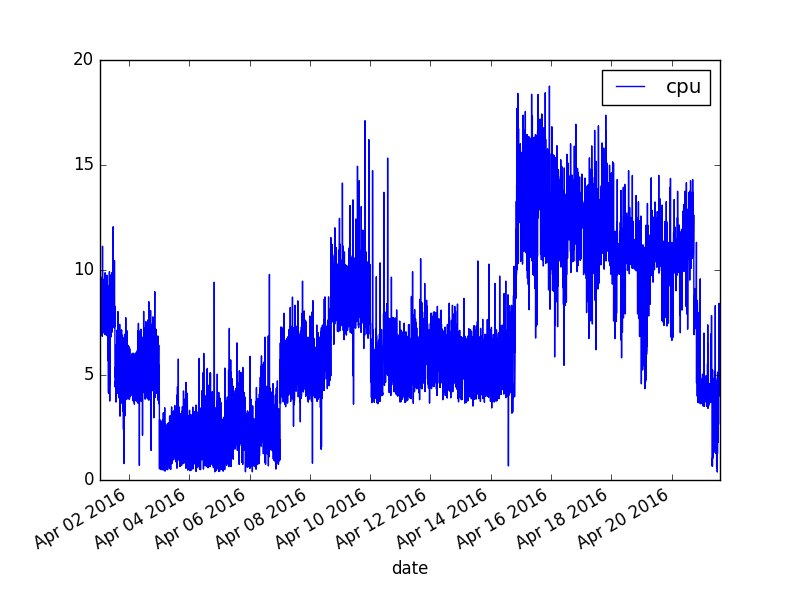 20
15
10
5
0
cpu
Apr 02 2016
Apr 04 2016
Apr 06 2016
Apr 08 2016
Apr 10 2016
Apr 12 2016
Apr 14 2016
Apr 16 2016
Apr 18 2016
Apr 20 2016
date